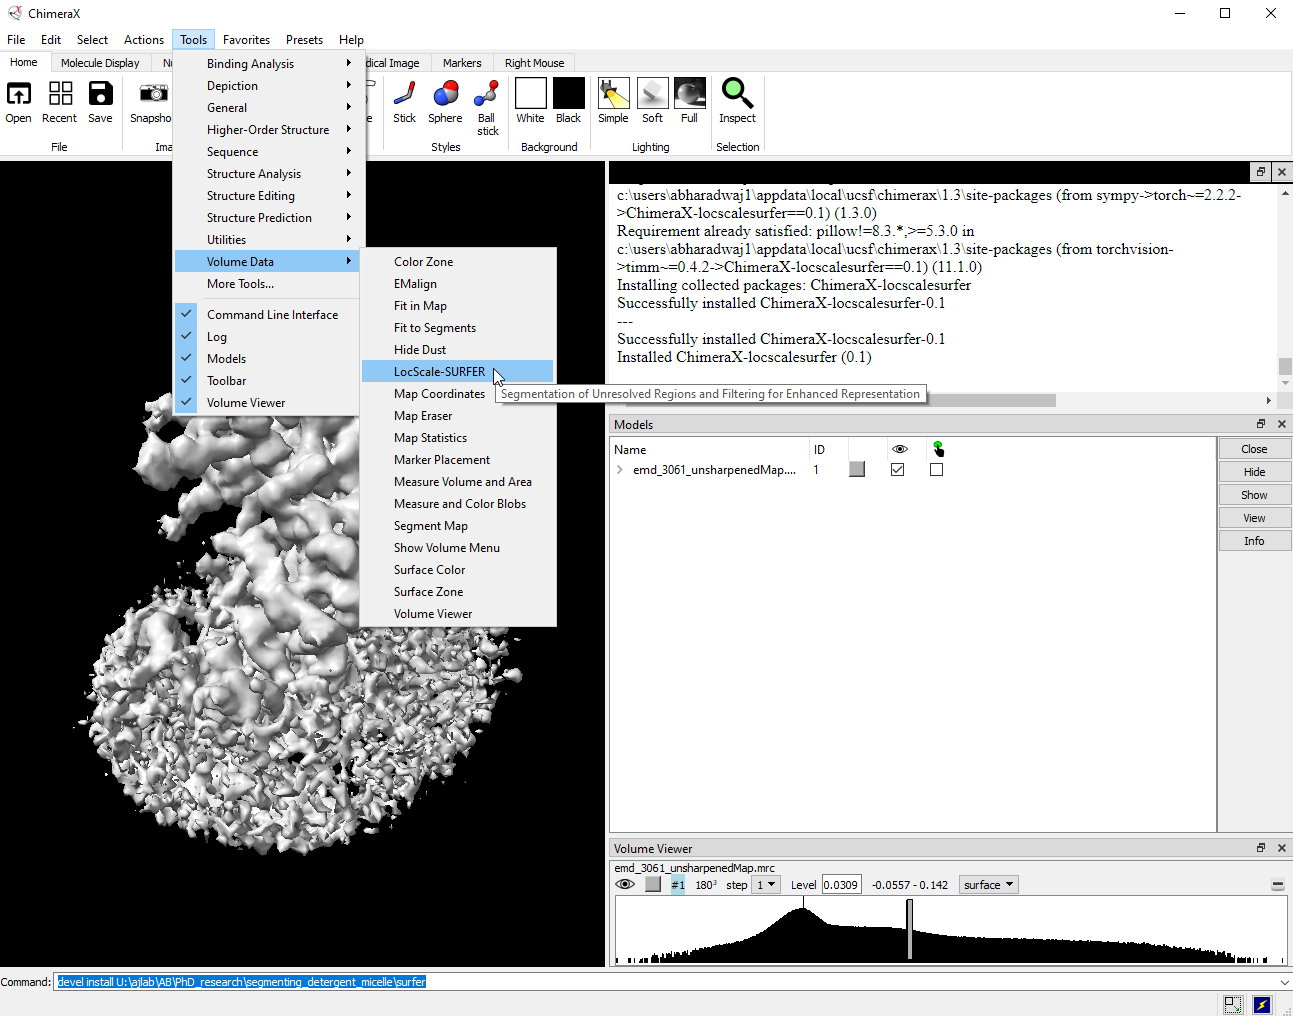 ChimeraX
File Edit Select Actions Tools Favorites Presets Help
Home Molecule Display Nu dical Image Markers Right Mouse
Open Recent Save Snapsho e Stick Sphere Ball stick White Black Simple Soft Full Inspect
File Ima Styles Background Lighting Selection
Binding Analysis
Depiction
General
Higher-Order Structure
Sequence
Structure Analysis
Structure Editing
Structure Prediction
Utilities
Volume Data
More Tools...
Command Line Interface
Log
Models
Toolbar
Volume Viewer
Color Zone
EMalign
Fit in Map
Fit to Segments
Hide Dust
LocScale-SURFER
Map Coordinates
Map Eraser
Map Statistics
Marker Placement
Measure Volume and Area
Measure and Color Blobs
Segment Map
Show Volume Menu
Surface Color
Surface Zone
Volume Viewer
Segmentation of Unresolved Regions and Filtering for Enhanced Representation
c:\users\abharadwaj1\appdata\local\ucsf\chimerax\1.3\site-packages (from sympy->torch~=2.2.2-
>ChimeraX-locscalesurfer==0.1) (1.3.0)
Requirement already satisfied: pillow!=8.3.*,>=5.3.0 in
c:\users\abharadwaj1\appdata\local\ucsf\chimerax\1.3\site-packages (from torchvision-
>timm~=0.4.2->ChimeraX-locscalesurfer==0.1) (11.1.0)
Installing collected packages: ChimeraX-locscalesurfer
Successfully installed ChimeraX-locscalesurfer-0.1
---
Successfully installed ChimeraX-locscalesurfer-0.1
Installed ChimeraX-locscalesurfer (0.1)
Models
Name ID
emd_3061_unsharpenedMap.... 1
Close
Hide
Show
View
Info
Volume Viewer
emd_3061_unsharpenedMap.mrc
#1 180³ step 1 Level 0.0309 -0.0557 - 0.142 surface
Command: devel install U:\ajlab\AB\PhD_research\segmenting_detergent_micelle\surfer